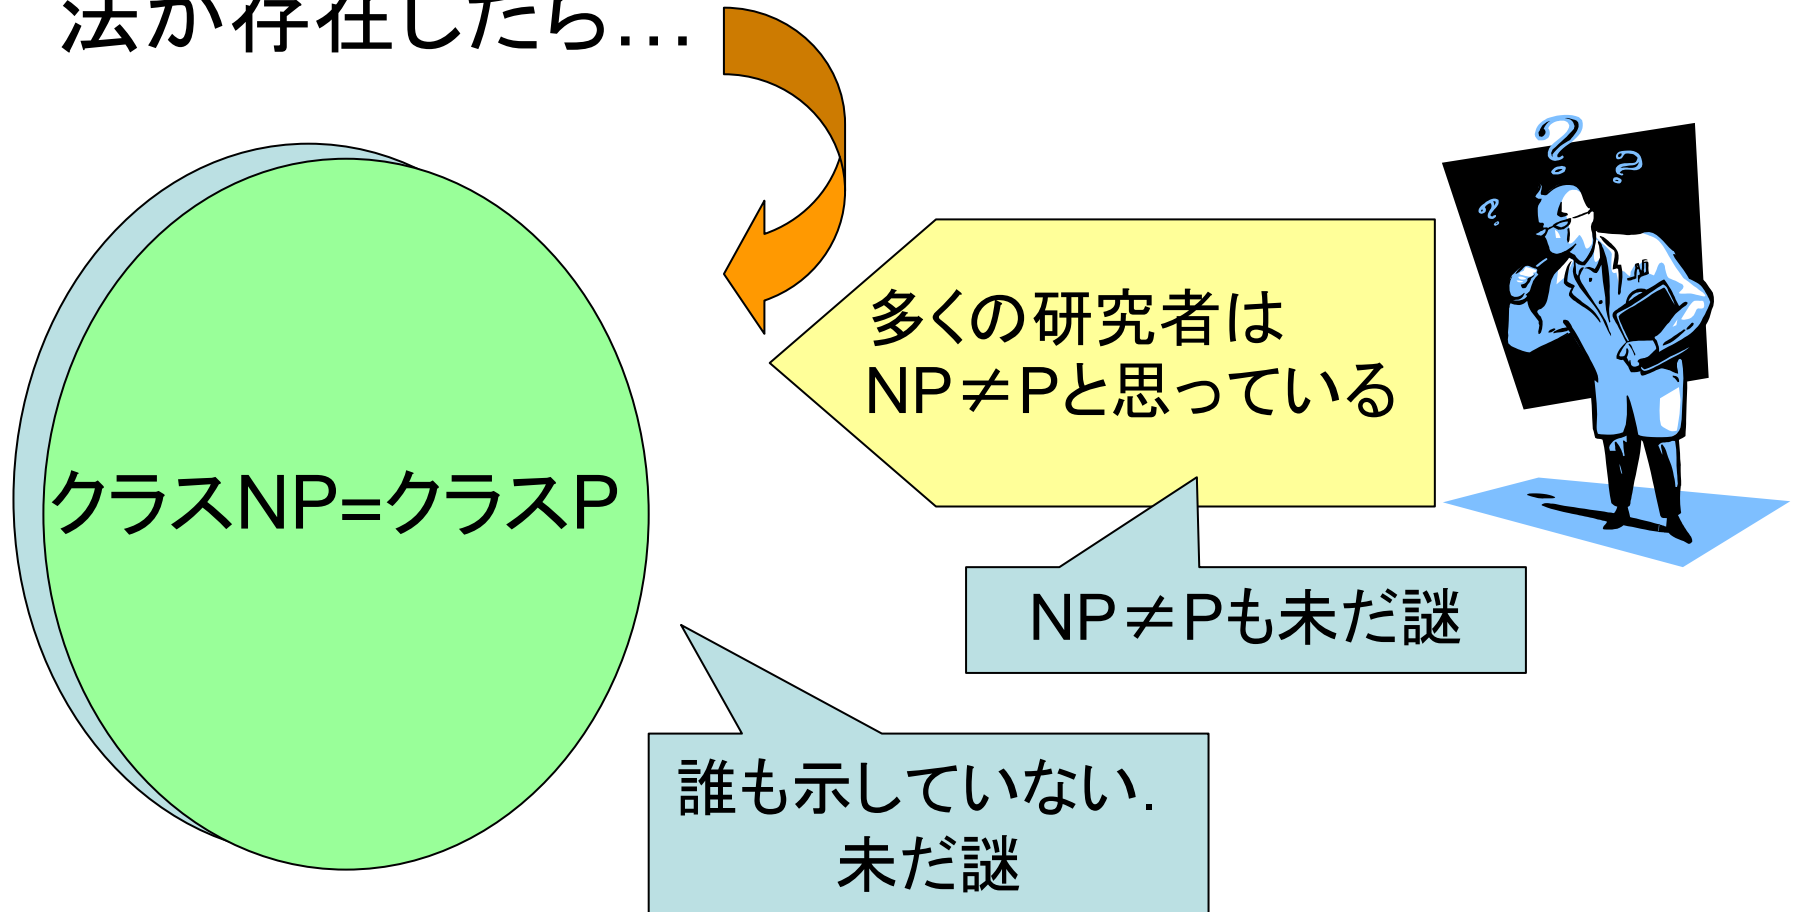 法が存在したら…
多くの研究者は
NP≠Pと思っている
クラスNP=クラスP
NP≠Pも未だ謎
誰も示していない.
未だ謎